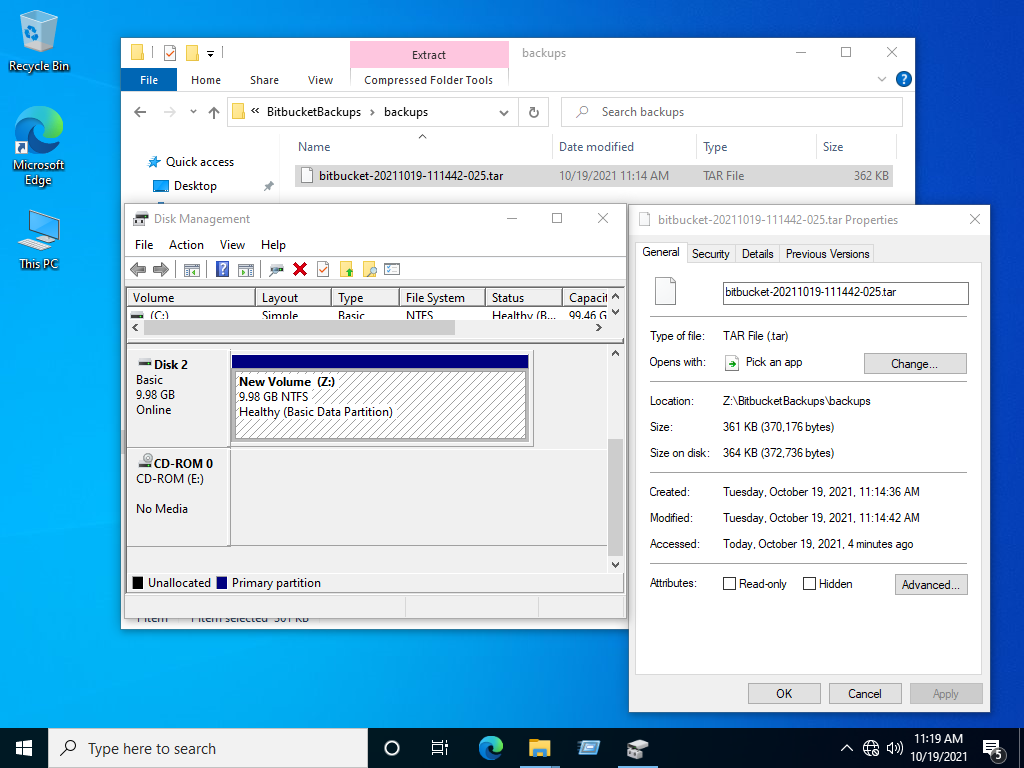 Recycle Bin
Microsoft
Edge
This PC
Extract
backups
File
Home
Share
View
Compressed Folder Tools
?
« BitbucketBackups › backups
Search backups
Name
Date modified
Type
Size
Quick access
Desktop
bitbucket-20211019-111442-025.tar
10/19/2021 11:14 AM
TAR File
362 KB
Disk Management
File
Action
View
Help
Volume
Layout
Type
File System
Status
Capacit
(C:)
Simple
Basic
NTFS
Healthy (B...
99.46 G
Disk 2
Basic
9.98 GB
Online
New Volume (Z:)
9.98 GB NTFS
Healthy (Basic Data Partition)
CD-ROM 0
CD-ROM (E:)
No Media
Unallocated
Primary partition
1 item
1 item selected 361 KB
bitbucket-20211019-111442-025.tar Properties
General
Security
Details
Previous Versions
bitbucket-20211019-111442-025.tar
Type of file:
TAR File (.tar)
Opens with:
Pick an app
Change...
Location:
Z:\BitbucketBackups\backups
Size:
361 KB (370,176 bytes)
Size on disk:
364 KB (372,736 bytes)
Created:
Tuesday, October 19, 2021, 11:14:36 AM
Modified:
Tuesday, October 19, 2021, 11:14:42 AM
Accessed:
Today, October 19, 2021, 4 minutes ago
Attributes:
Read-only
Hidden
Advanced...
OK
Cancel
Apply
Type here to search
11:19 AM
10/19/2021
5